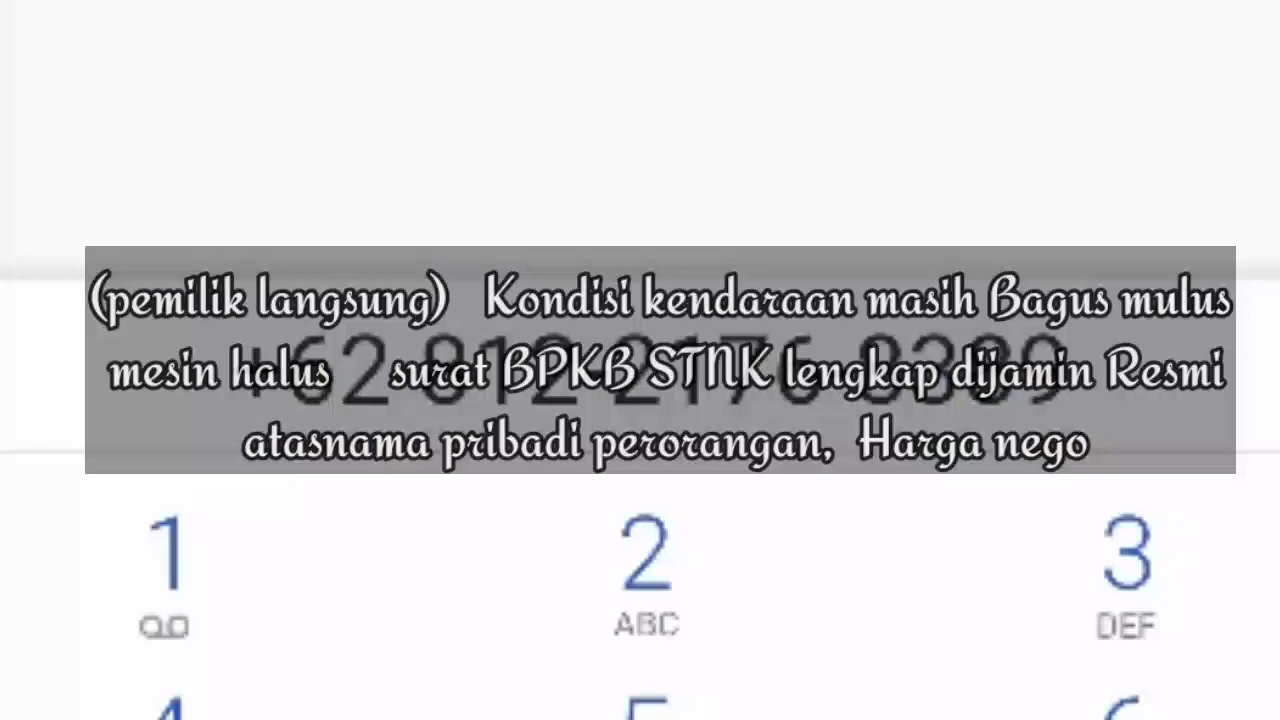 (pemilik langsung) Kondisi kendaraan masih Bagus mulus
mesin halus surat BPKB STNK lengkap dijamin Resmi
atasnama pribadi perorangan, Harga nego
1
2
3
ABC
DEF